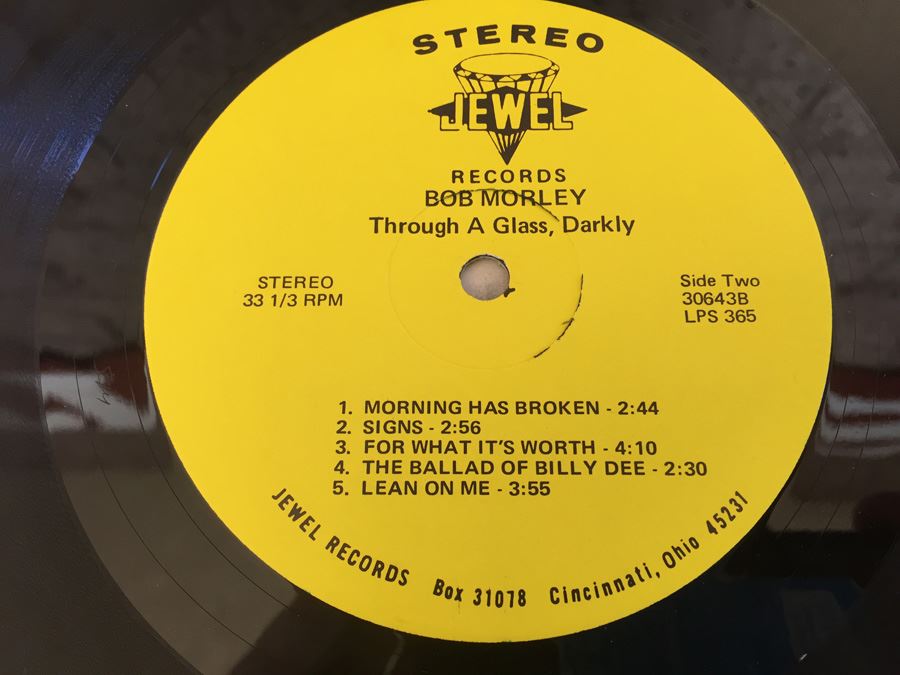 STEREO
JEWEL
RECORDS
BOB MORLEY
Through A Glass, Darkly
STEREO
33 1/3 RPM
Side Two
30643B
LPS 365
1. MORNING HAS BROKEN - 2:44
2. SIGNS - 2:56
3. FOR WHAT IT'S WORTH - 4:10
4. THE BALLAD OF BILLY DEE - 2:30
5. LEAN ON ME - 3:55
JEWEL RECORDS Box 31078 Cincinnati, Ohio 45231